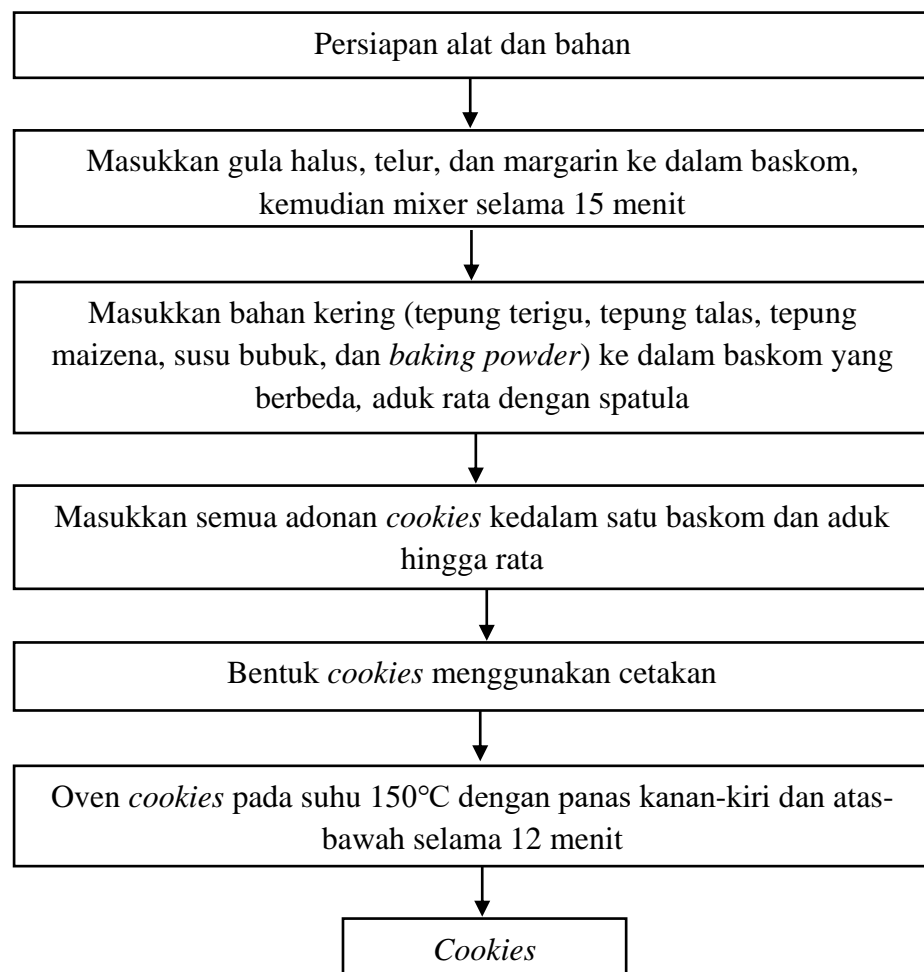 Persiapan alat dan bahan
Masukkan gula halus, telur, dan margarin ke dalam baskom,
kemudian mixer selama 15 menit
Masukkan bahan kering (tepung terigu, tepung talas, tepung
maizena, susu bubuk, dan baking powder) ke dalam baskom yang
berbeda, aduk rata dengan spatula
Masukkan semua adonan cookies kedalam satu baskom dan aduk
hingga rata
Bentuk cookies menggunakan cetakan
Oven cookies pada suhu 150℃ dengan panas kanan-kiri dan atas-
bawah selama 12 menit
Cookies